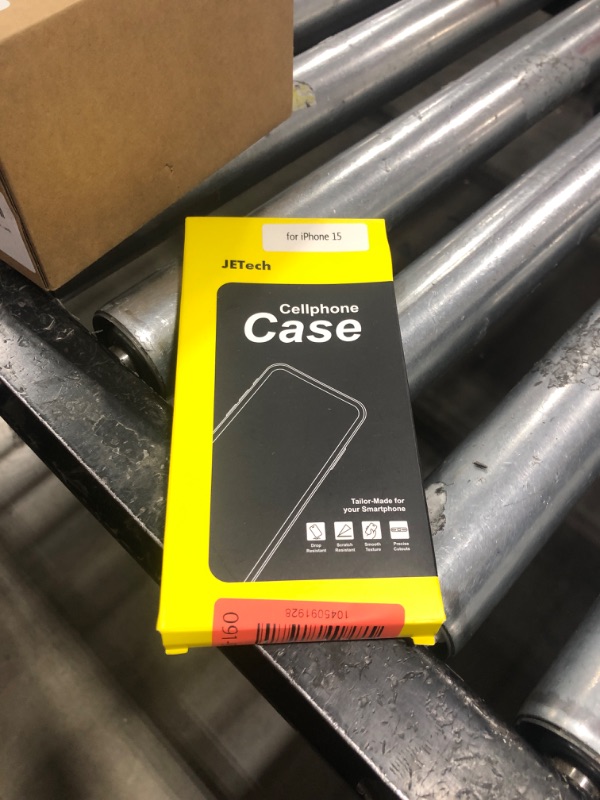 for iPhone 15
JETech
Cellphone
Case
Tailor-Made for
your Smartphone
Drop
Resistant
Scratch
Resistant
Smooth
Texture
Precise
Cutouts
1045091928